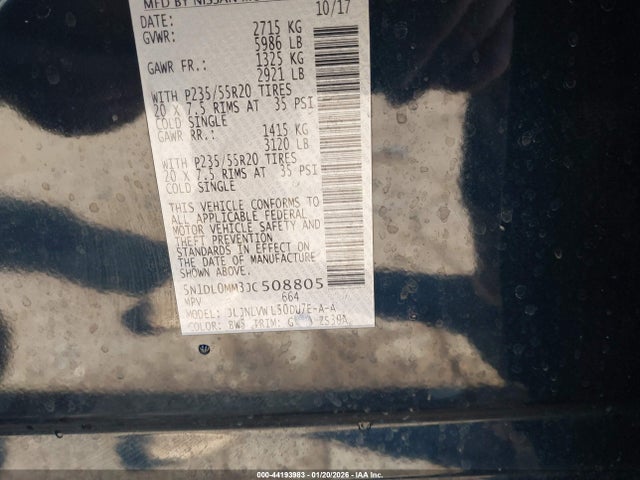 MFD BY NISSAN
DATE: 10/17
GVWR: 2715 KG
5986 LB
GAWR FR.: 1325 KG
2921 LB
WITH P235/55R20 TIRES
20 X 7.5 RIMS AT 35 PSI
COLD SINGLE
GAWR RR.: 1415 KG
3120 LB
WITH P235/55R20 TIRES
20 X 7.5 RIMS AT 35 PSI
COLD SINGLE
THIS VEHICLE CONFORMS TO
ALL APPLICABLE FEDERAL
MOTOR VEHICLE SAFETY AND
THEFT PREVENTION
STANDARDS IN EFFECT ON
THE DATE OF MANUFACTURE
SHOWN ABOVE.
5N1DL0MM3JC508805
MPV 664
MODEL:
COLOR: BW5 TRIM:
000-44193983 - 01/20/2026 - IAA Inc.